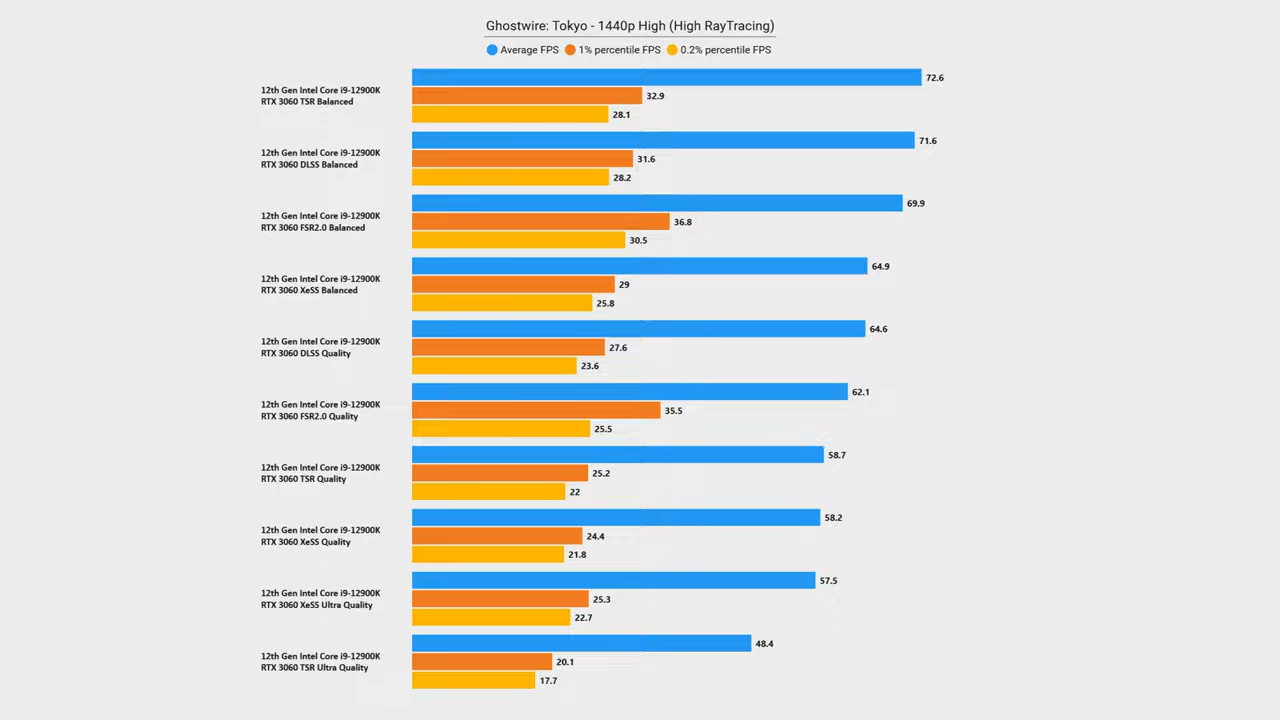 Ghostwire: Tokyo - 1440p High (High RayTracing)
Average FPS 1% percentile FPS 0.2% percentile FPS
12th Gen Intel Core i9-12900K
RTX 3060 TSR Balanced
72.6
32.9
28.1
12th Gen Intel Core i9-12900K
RTX 3060 DLSS Balanced
71.6
31.6
28.2
12th Gen Intel Core i9-12900K
RTX 3060 FSR2.0 Balanced
69.9
36.8
30.5
12th Gen Intel Core i9-12900K
RTX 3060 XeSS Balanced
64.9
29
25.8
12th Gen Intel Core i9-12900K
RTX 3060 DLSS Quality
64.6
27.6
23.6
12th Gen Intel Core i9-12900K
RTX 3060 FSR2.0 Quality
62.1
35.5
25.5
12th Gen Intel Core i9-12900K
RTX 3060 TSR Quality
58.7
25.2
22
12th Gen Intel Core i9-12900K
RTX 3060 XeSS Quality
58.2
24.4
21.8
12th Gen Intel Core i9-12900K
RTX 3060 XeSS Ultra Quality
57.5
25.3
22.7
12th Gen Intel Core i9-12900K
RTX 3060 TSR Ultra Quality
48.4
20.1
17.7